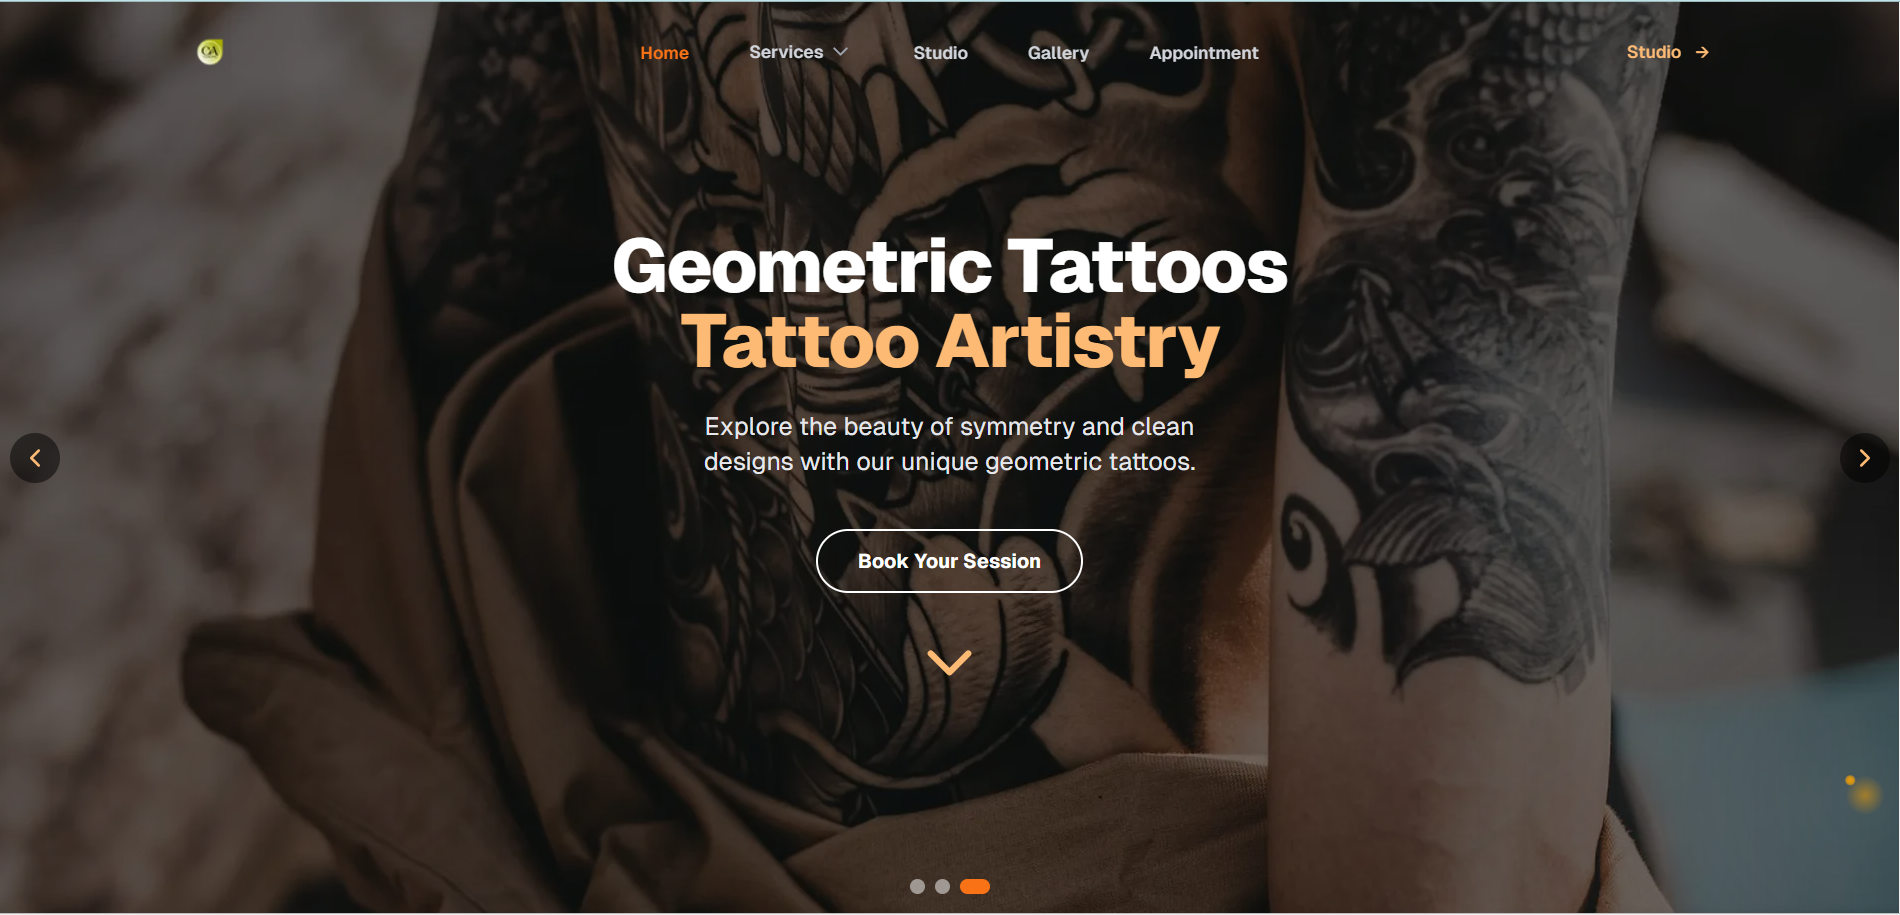 CA
Home
Services
Studio
Gallery
Appointment
Studio
Geometric Tattoos
Tattoo Artistry
Explore the beauty of symmetry and clean
designs with our unique geometric tattoos.
Book Your Session